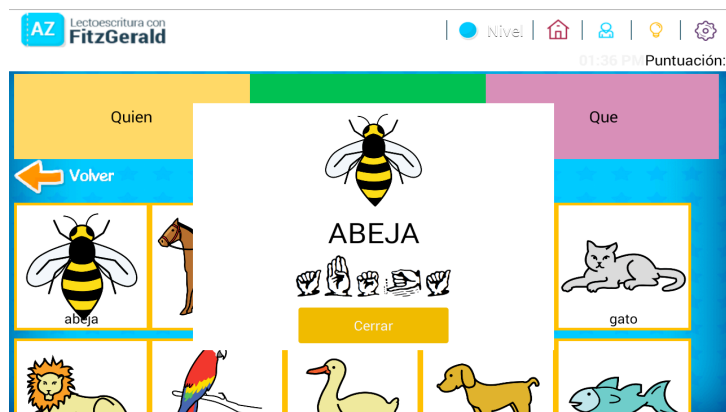 AZ
Lectoescritura con
FitzGerald
Nivel
01:36 PM Puntuación:
Quien
Que
Volver
ABEJA
Cerrar
abeja
gato